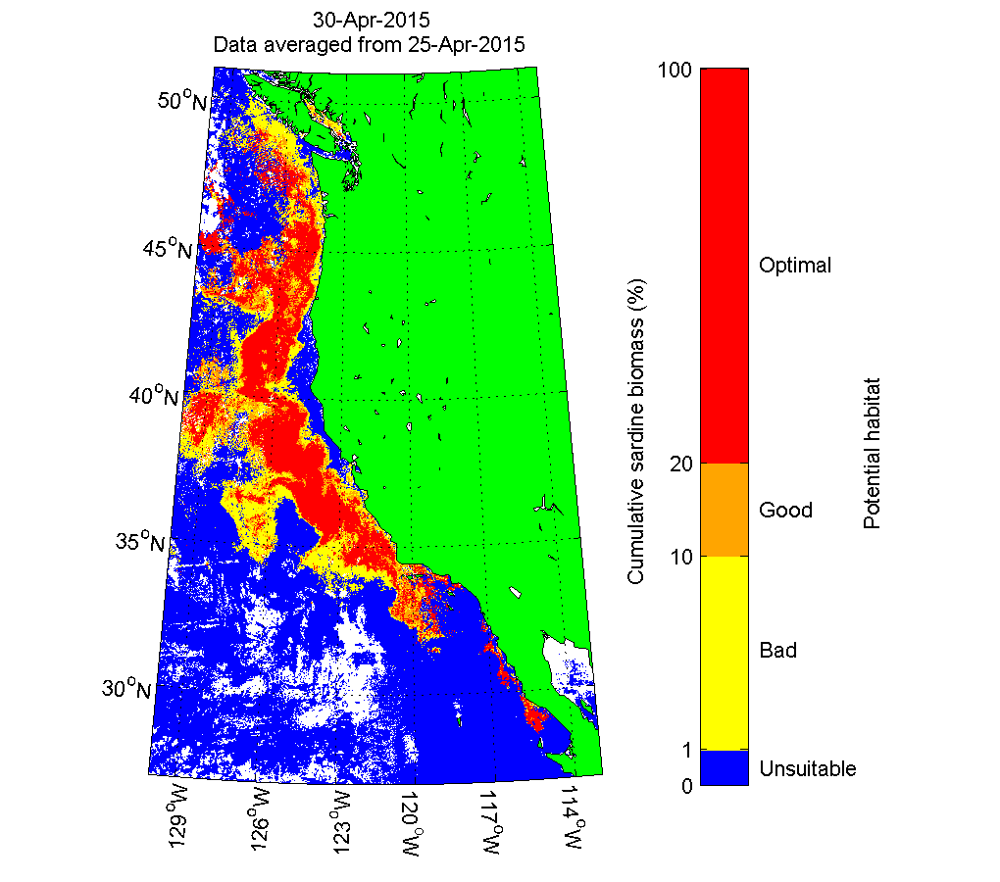 30-Apr-2015
Data averaged from 25-Apr-2015
50°N
45°N
40°N
35°N
30°N
129°W
126°W
123°W
120°W
117°W
114°W
100
20
10
1
0
Cumulative sardine biomass (%)
Optimal
Good
Bad
Unsuitable
Potential habitat